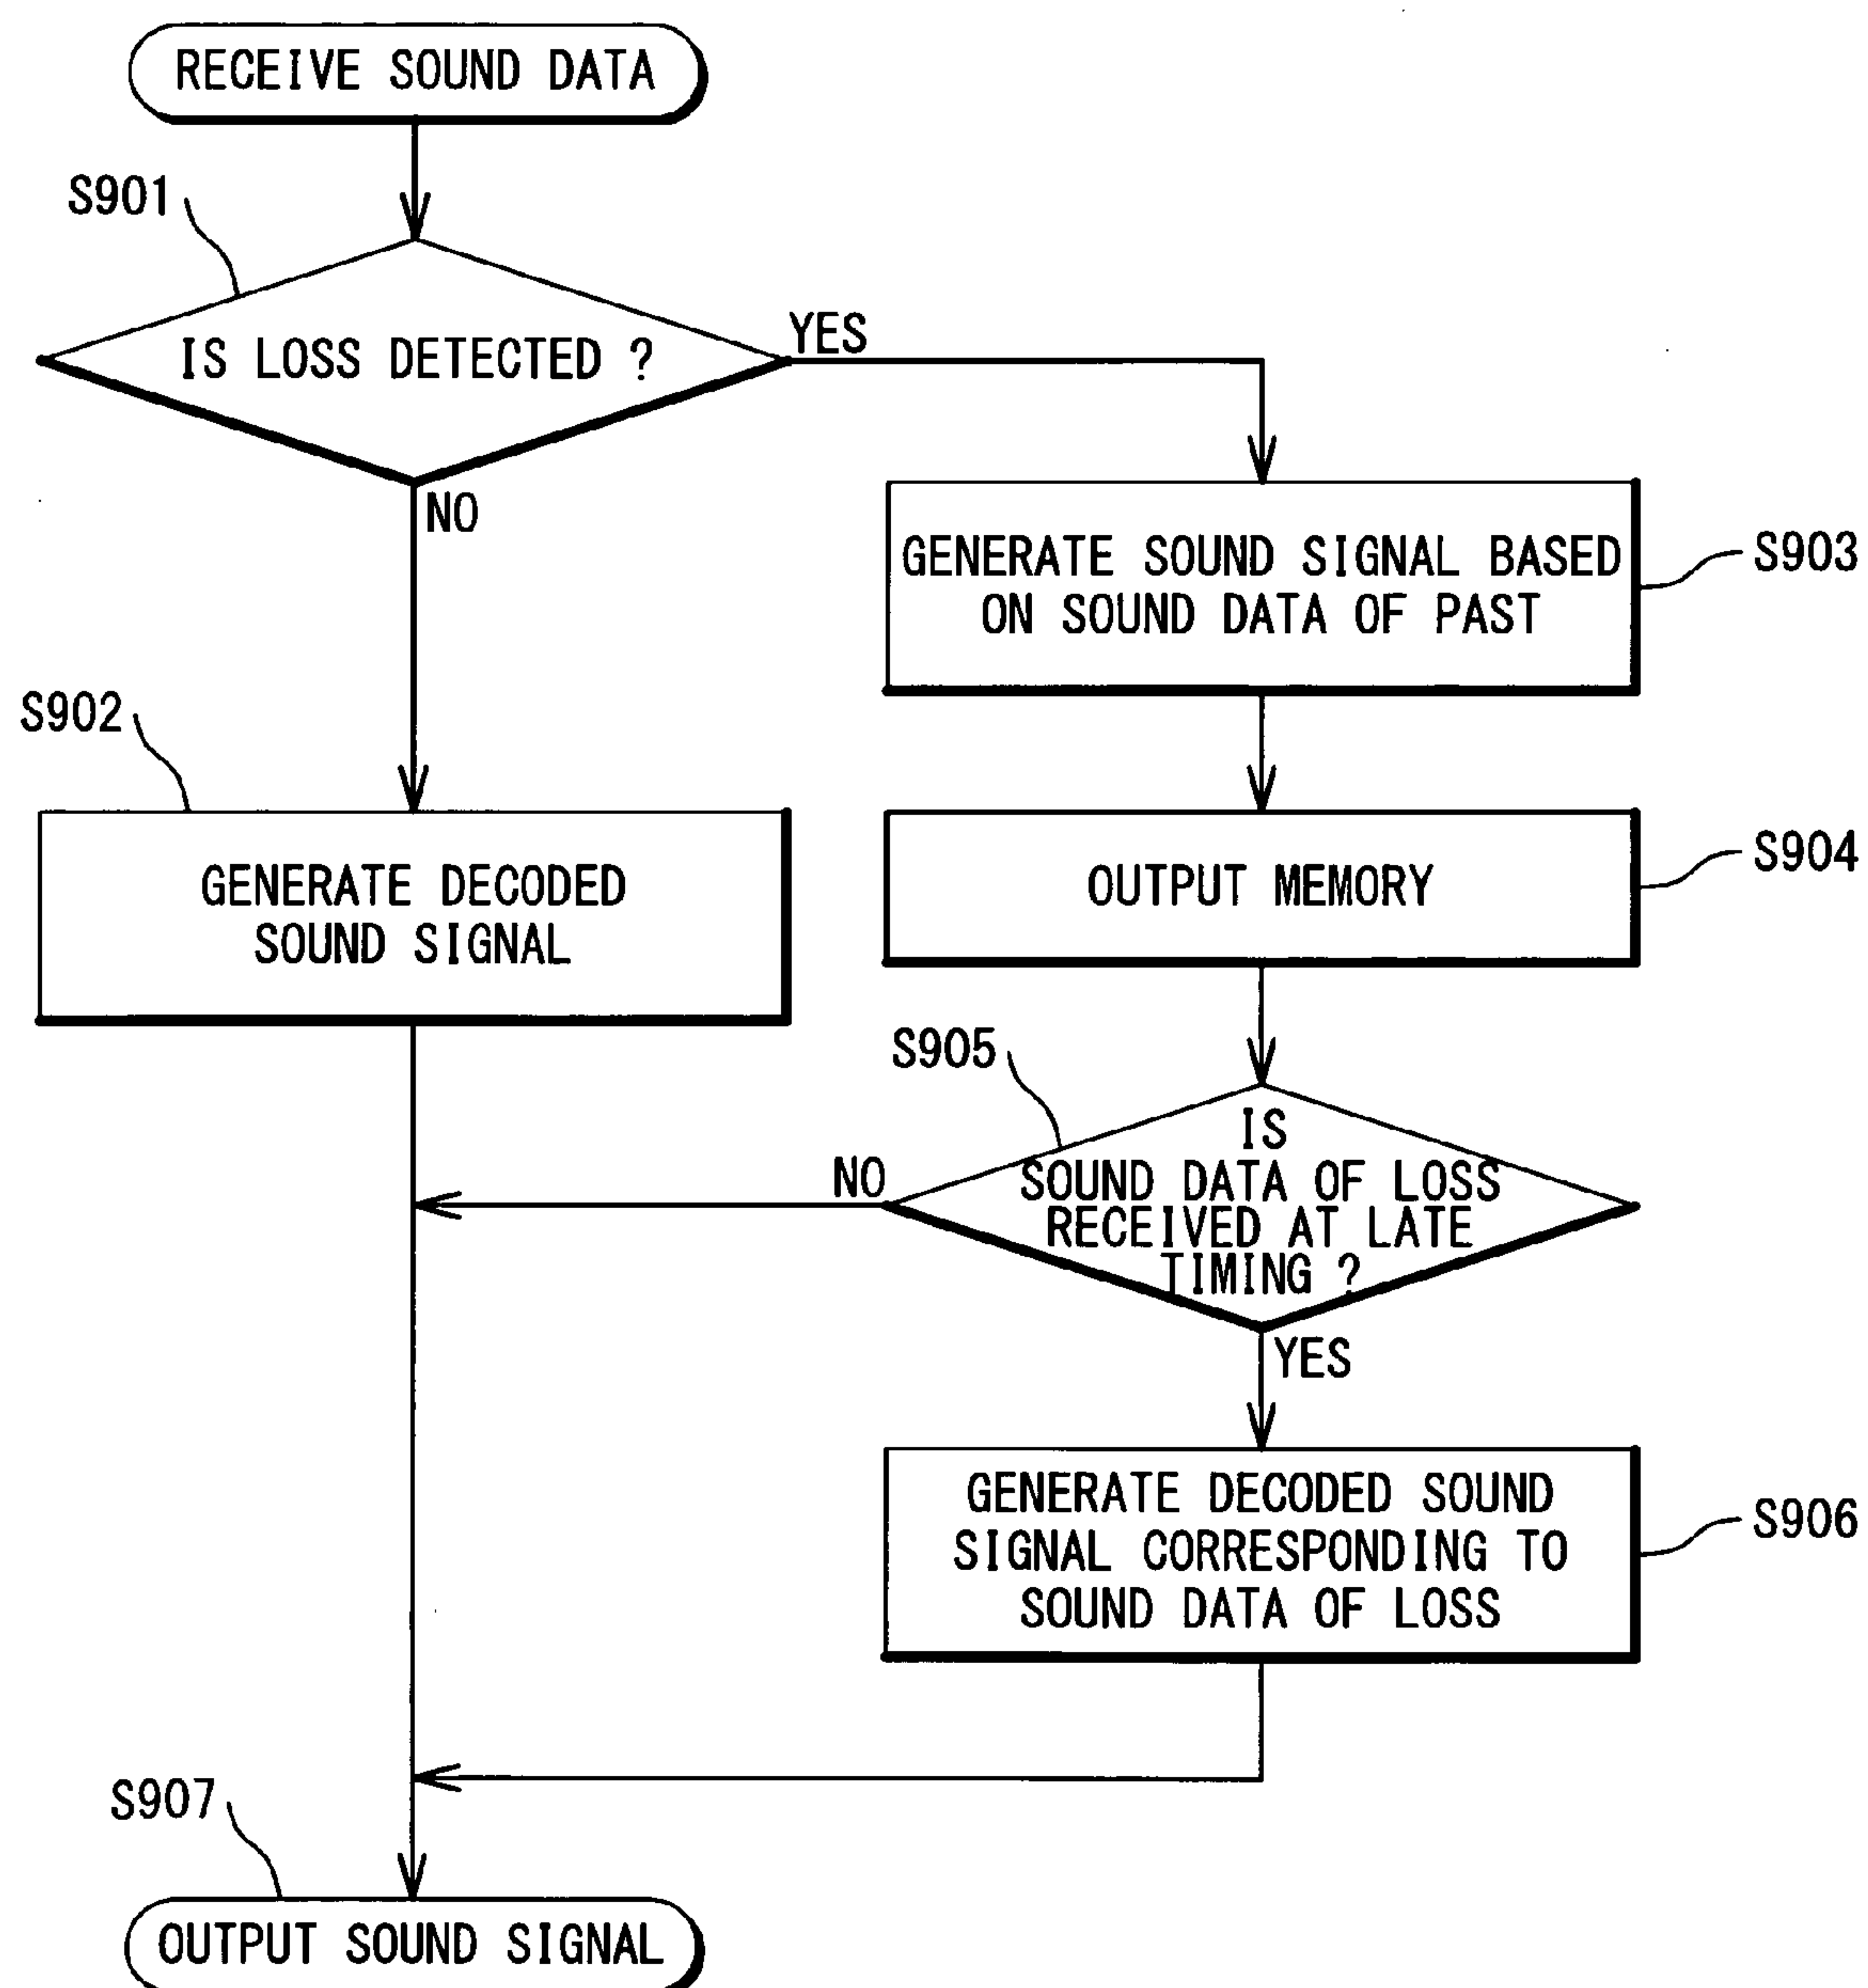 RECEIVE SOUND DATA
S901
IS LOSS DETECTED ?
YES
NO
GENERATE SOUND SIGNAL BASED
ON SOUND DATA OF PAST
S903
S902
GENERATE DECODED
SOUND SIGNAL
OUTPUT MEMORY
S904
S905
IS
SOUND DATA OF LOSS
RECEIVED AT LATE
TIMING ?
NO
YES
GENERATE DECODED SOUND
SIGNAL CORRESPONDING TO
SOUND DATA OF LOSS
S906
S907
OUTPUT SOUND SIGNAL